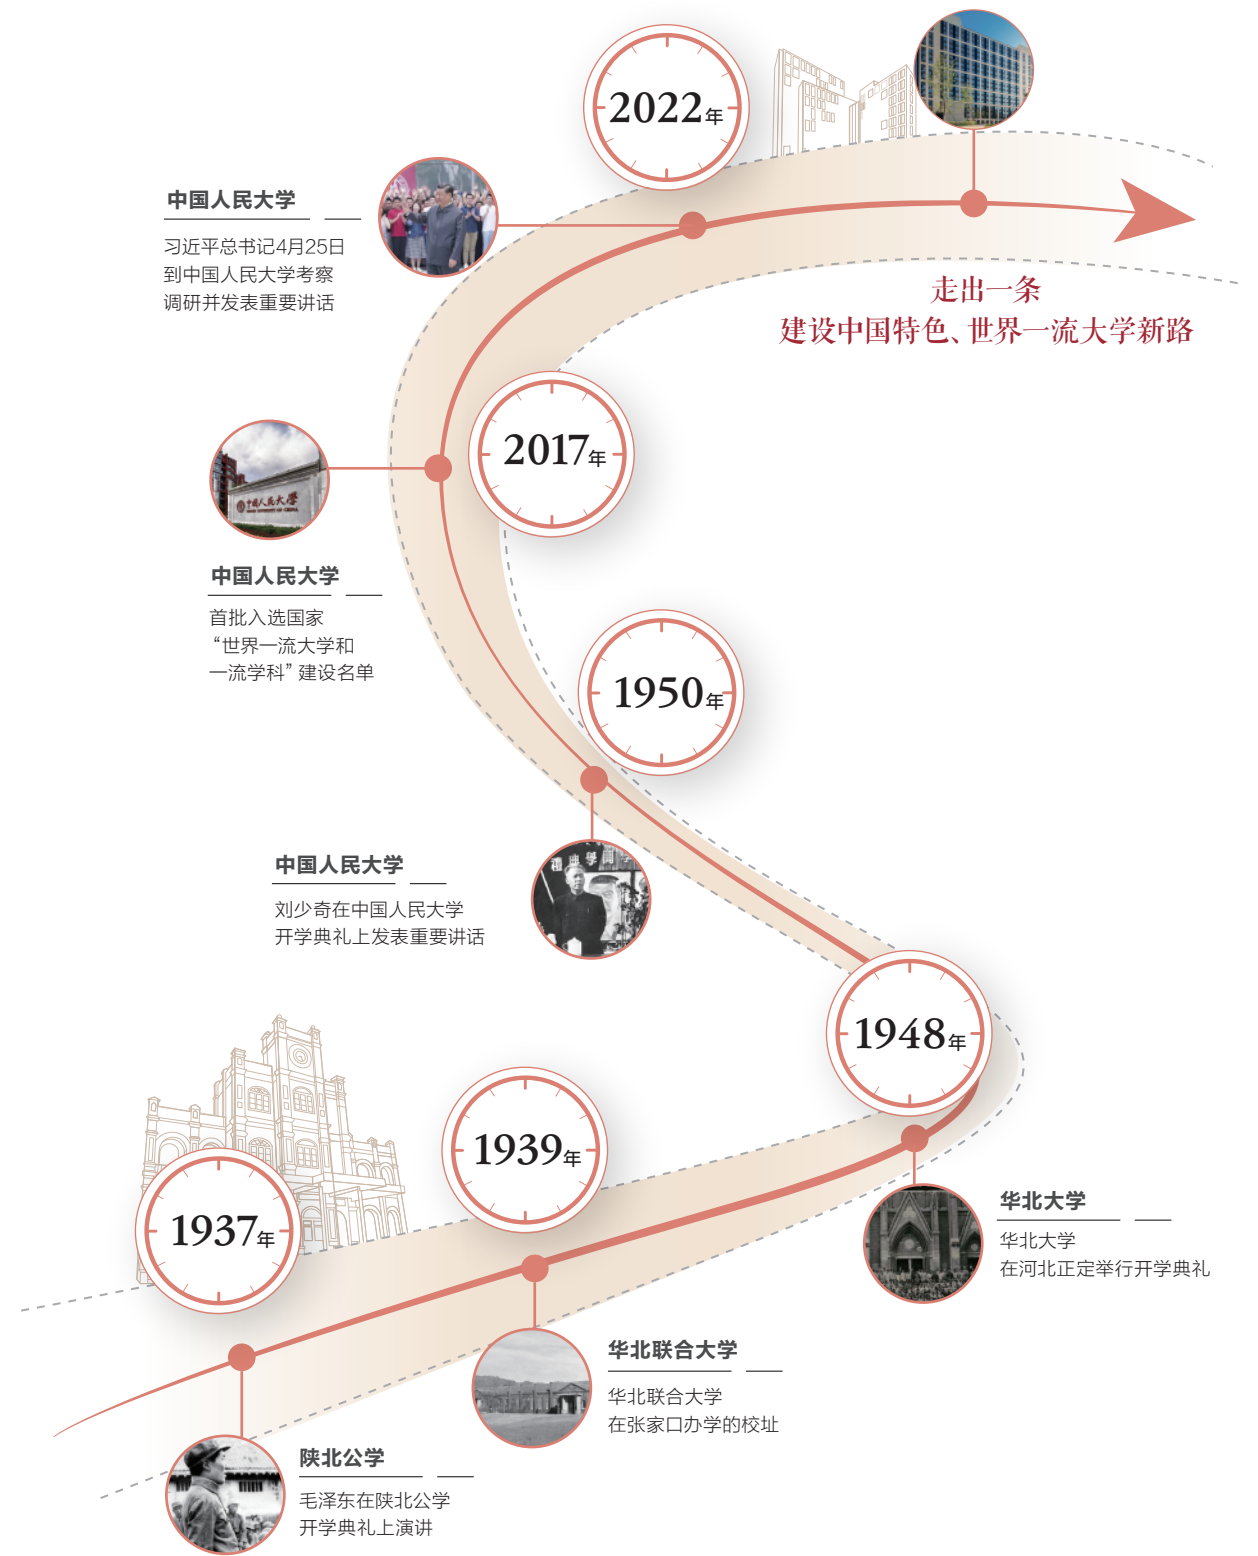 2022年
中国人民大学
习近平总书记4月25日
到中国人民大学考察
调研并发表重要讲话
走出一条
建设中国特色、世界一流大学新路
2017年
中国人民大学
中国人民大学
首批入选国家
“世界一流大学和
一流学科”建设名单
1950年
中国人民大学
刘少奇在中国人民大学
开学典礼上发表重要讲话
1948年
华北大学
华北大学
在河北正定举行开学典礼
1939年
华北联合大学
华北联合大学
在张家口办学的校址
1937年
陕北公学
毛泽东在陕北公学
开学典礼上演讲